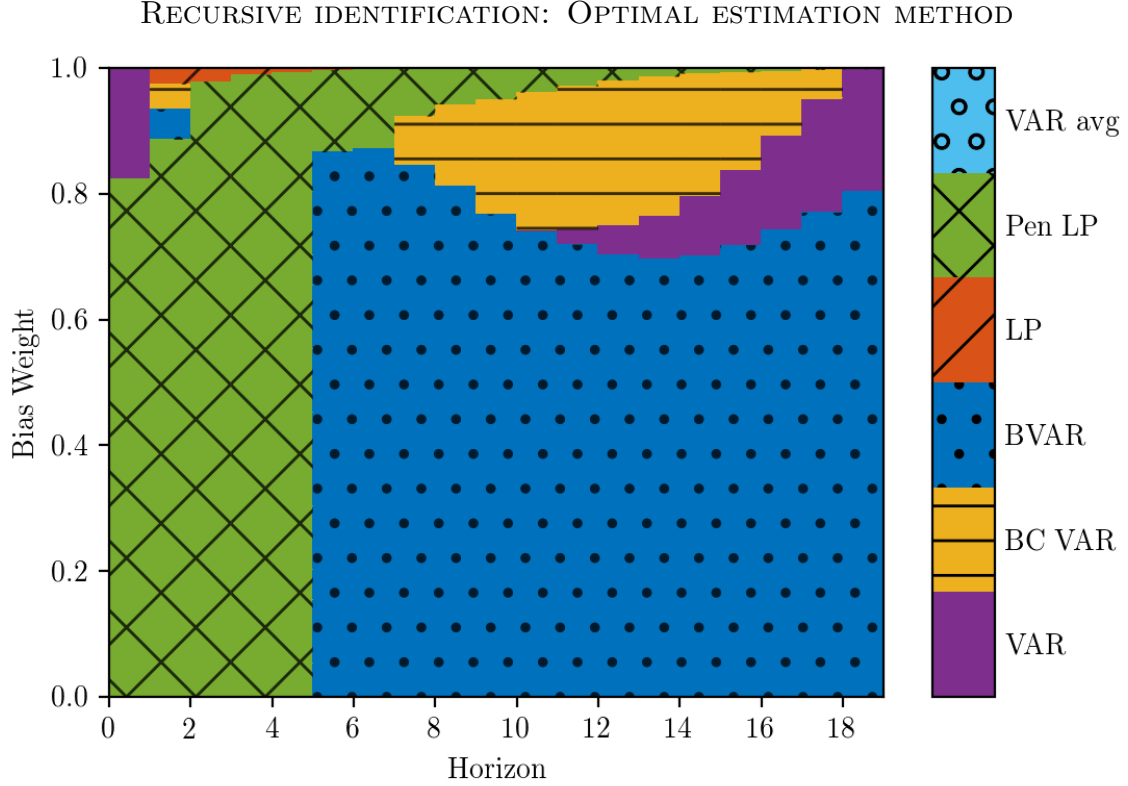 Recursive identification: Optimal estimation method
1.0
0.8
0.6
0.4
0.2
0.0
Bias Weight
0 2 4 6 8 10 12 14 16 18
Horizon
VAR avg
Pen LP
LP
BVAR
BC VAR
VAR